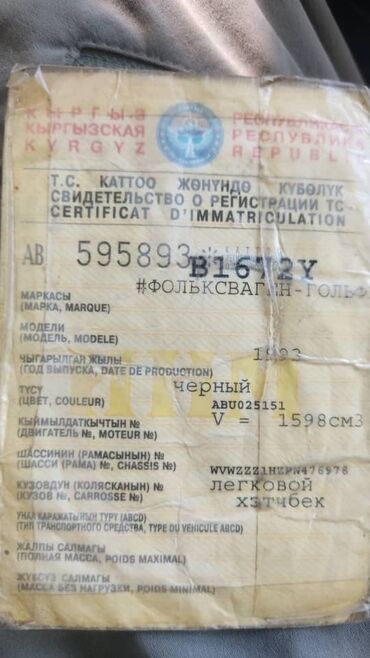 КЫРГЫЗ РЕСПУБЛИКАСЫ
КЫРГЫЗСКАЯ РЕСПУБЛИКА
KYRGYZ REPUBLIC
Т.С. КАТТОО ЖӨНҮНДӨ КҮБӨЛҮК
СВИДЕТЕЛЬСТВО О РЕГИСТРАЦИИ ТС
CERTIFICAT D'IMMATRICULATION
AB 595893
B1672Y
#ФОЛЬКСВАГЕН-ГОЛЬФ
МАРКАСЫ
(МАРКА, MARQUE)
МОДЕЛИ
(МОДЕЛЬ, MODELE)
ЧЫГАРЫЛГАН ЖЫЛЫ 1993
(ГОД ВЫПУСКА, DATE DE PRODUCTION)
ТҮСҮ черный
(ЦВЕТ, COULEUR) ABU025151
КЫЙМЫЛДАТКЫЧТЫН № V = 1598см3
(ДВИГАТЕЛЬ №, MOTEUR №)
ШАССИНИН (РАМАСЫНЫН) №
(ШАССИ (РАМА) №, CHASSIS №) WVWZZZ1HZPN476978
КУЗОВДУН (КОЛЯСКАНЫН) № легковой
(КУЗОВ №, CARROSSE №) хэтчбек
УНАА КАРАЖАТЫНЫН ТҮРҮ (ABCD)
(ТИП ТРАНСПОРТНОГО СРЕДСТВА, TYPE DU VEHICULE ABCD)
ЖАЛПЫ САЛМАГЫ
(ПОЛНАЯ МАССА, POIDS MAXIMAL)
ЖҮКСҮЗ САЛМАГЫ
(МАССА БЕЗ НАГРУЗКИ, POIDS MINIMAL)